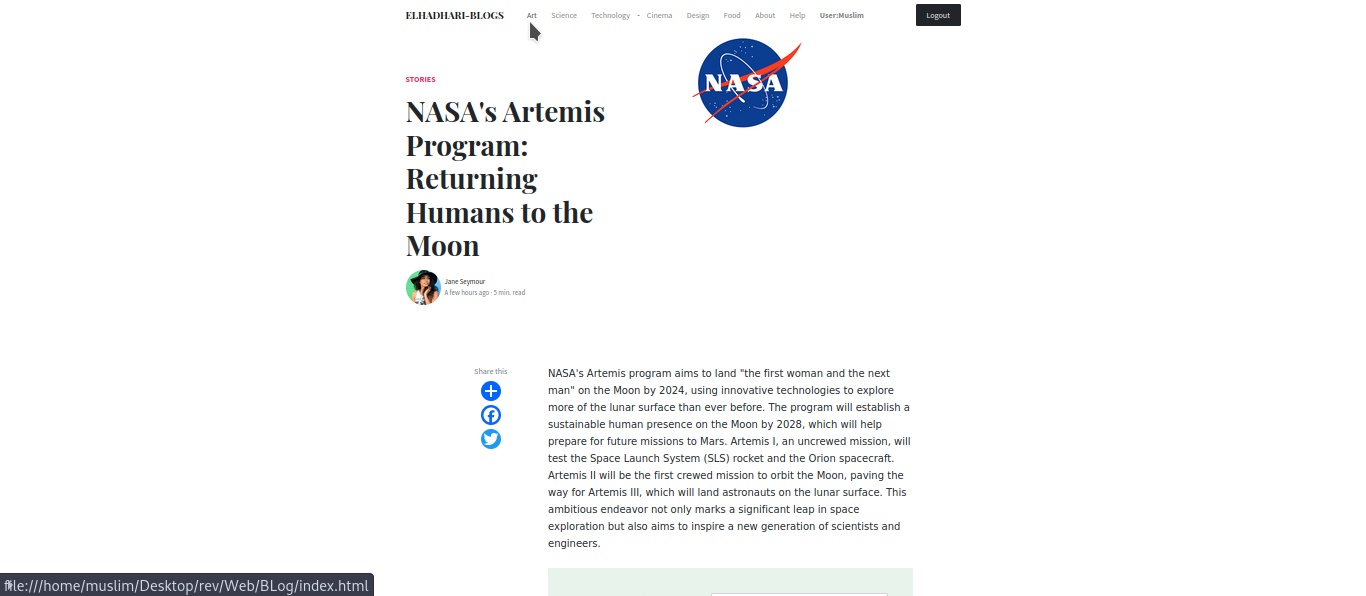 ELHADHARI-BLOGS Art Science Technology - Cinema Design Food About Help User:Muslim Logout
NASA
STORIES
NASA's Artemis
Program:
Returning
Humans to the
Moon
Jane Seymour
A few hours ago · 5 min. read
Share this
NASA's Artemis program aims to land "the first woman and the next
man" on the Moon by 2024, using innovative technologies to explore
more of the lunar surface than ever before. The program will establish a
sustainable human presence on the Moon by 2028, which will help
prepare for future missions to Mars. Artemis I, an uncrewed mission, will
test the Space Launch System (SLS) rocket and the Orion spacecraft.
Artemis II will be the first crewed mission to orbit the Moon, paving the
way for Artemis III, which will land astronauts on the lunar surface. This
ambitious endeavor not only marks a significant leap in space
exploration but also aims to inspire a new generation of scientists and
engineers.
file:///home/muslim/Desktop/rev/Web/BLog/index.html